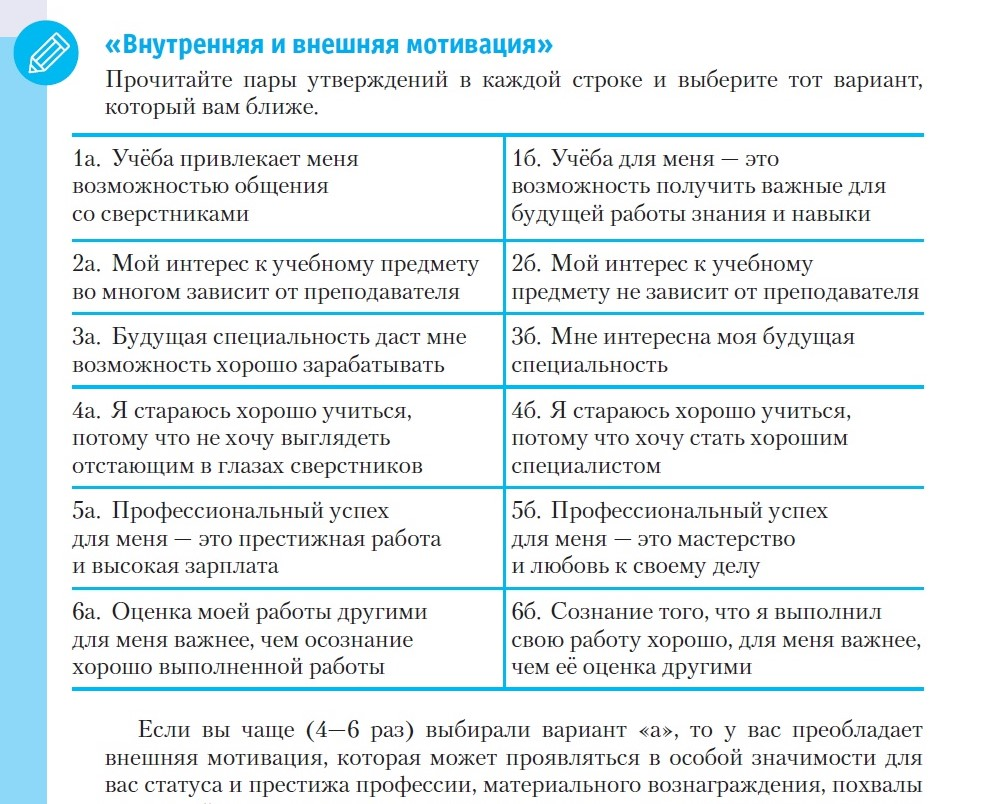 «Внутренняя и внешняя мотивация»
Прочитайте пары утверждений в каждой строке и выберите тот вариант,
который вам ближе.
1а. Учёба привлекает меня
возможностью общения
со сверстниками
1б. Учёба для меня — это
возможность получить важные для
будущей работы знания и навыки
2а. Мой интерес к учебному предмету
во многом зависит от преподавателя
2б. Мой интерес к учебному
предмету не зависит от преподавателя
3а. Будущая специальность даст мне
возможность хорошо зарабатывать
3б. Мне интересна моя будущая
специальность
4а. Я стараюсь хорошо учиться,
потому что не хочу выглядеть
отстающим в глазах сверстников
4б. Я стараюсь хорошо учиться,
потому что хочу стать хорошим
специалистом
5а. Профессиональный успех
для меня — это престижная работа
и высокая зарплата
5б. Профессиональный успех
для меня — это мастерство
и любовь к своему делу
6а. Оценка моей работы другими
для меня важнее, чем осознание
хорошо выполненной работы
6б. Сознание того, что я выполнил
свою работу хорошо, для меня важнее,
чем её оценка другими
Если вы чаще (4—6 раз) выбирали вариант «а», то у вас преобладает
внешняя мотивация, которая может проявляться в особой значимости для
вас статуса и престижа профессии, материального вознаграждения, похвалы